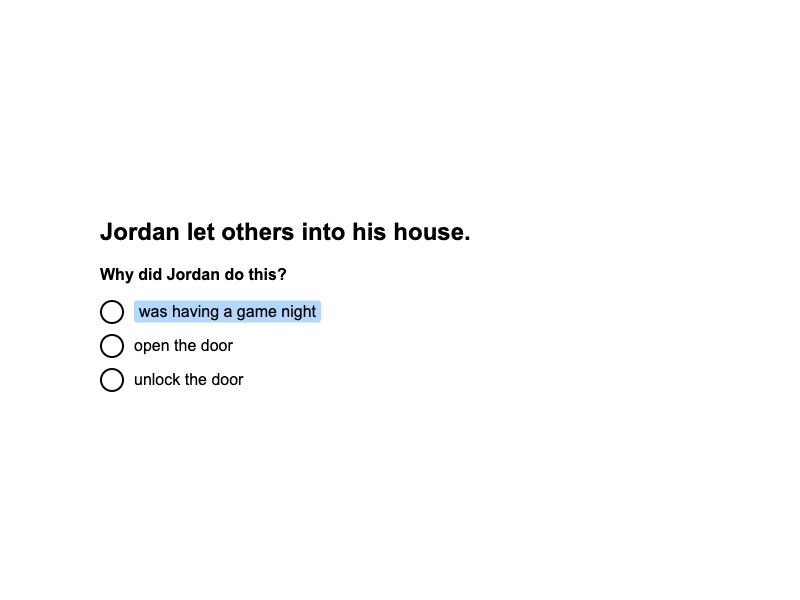 Jordan let others into his house.
Why did Jordan do this?
was having a game night
open the door
unlock the door